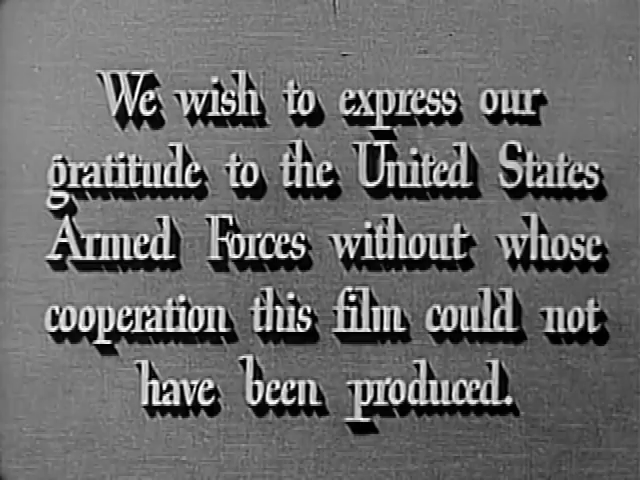 We wish to express our
gratitude to the United States
Armed Forces without whose
cooperation this film could not
have been produced.